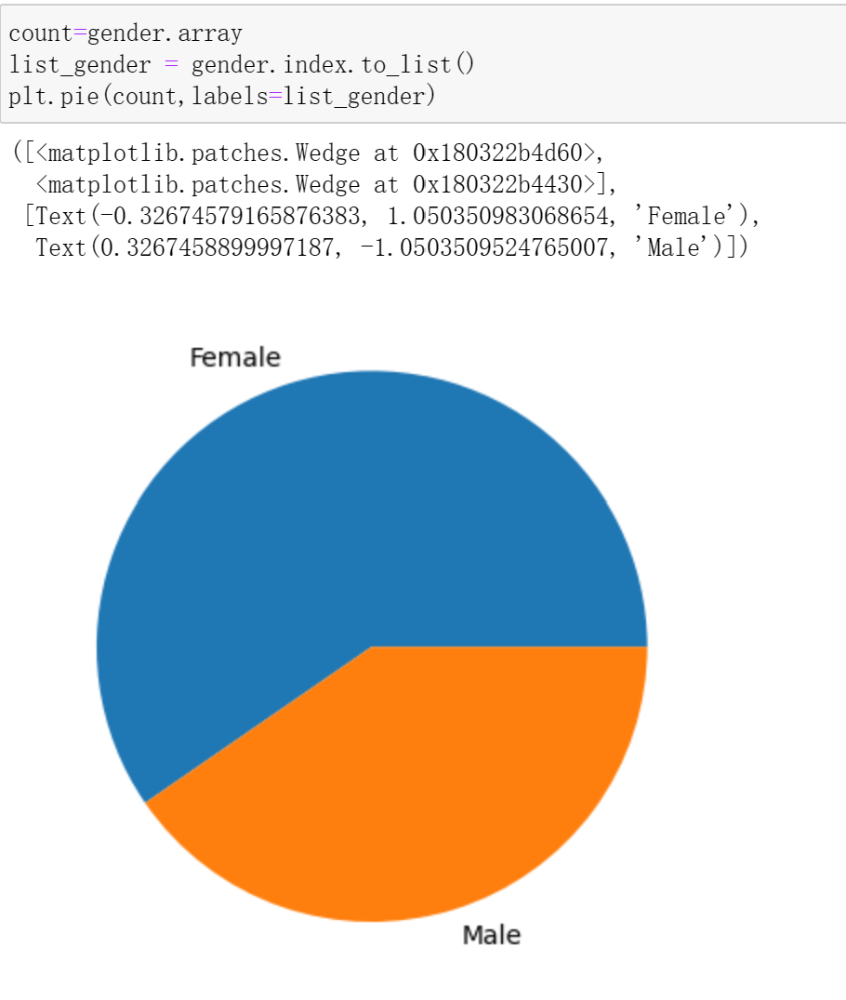 count=gender.array
list_gender = gender.index.to_list()
plt.pie(count,labels=list_gender)
([<matplotlib.patches.Wedge at 0x180322b4d60>,
  <matplotlib.patches.Wedge at 0x180322b4430>],
 [Text(-0.32674579165876383, 1.050350983068654, 'Female'),
  Text(0.3267458899997187, -1.0503509524765007, 'Male')])
Female
Male